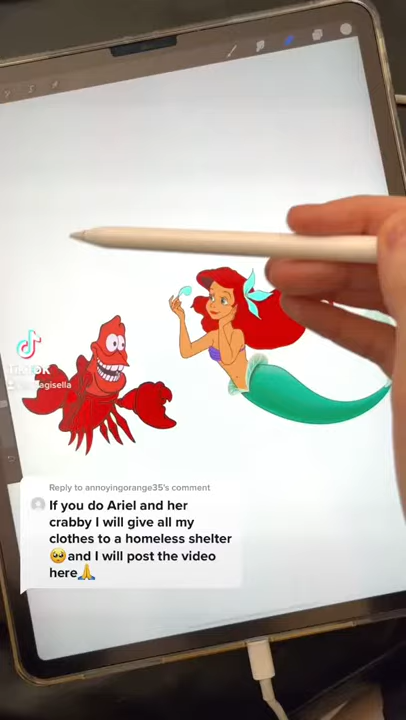 TikTok
Reply to annoyingorange35's comment
If you do Ariel and her
crabby I will give all my
clothes to a homeless shelter
🥺and I will post the video
here🙏